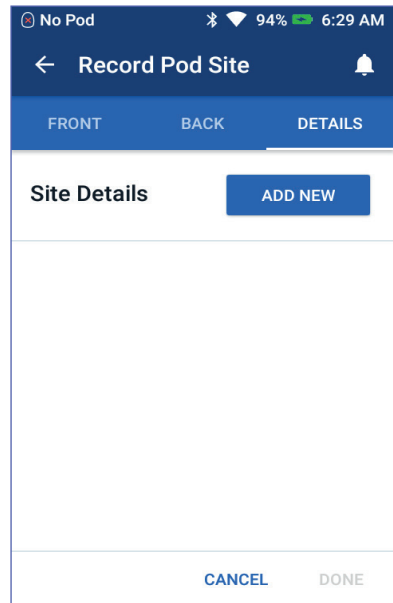 No Pod 94% 6:29 AM
Record Pod Site
FRONT BACK DETAILS
Site Details ADD NEW
CANCEL DONE